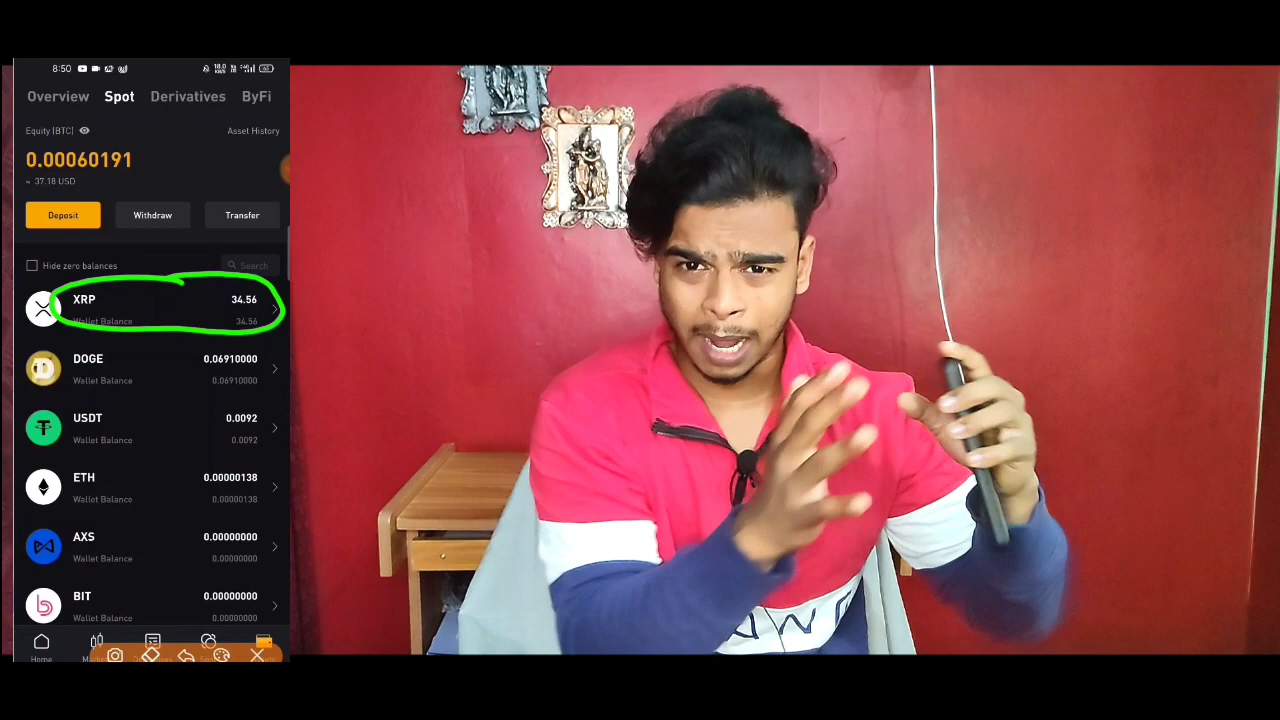 8:50 18.0 KB/S
Overview Spot Derivatives ByFi
Equity (BTC) Asset History
0.00060191
≈ 37.18 USD
Deposit Withdraw Transfer
Hide zero balances Search
XRP 34.56
Wallet Balance 34.56
DOGE 0.06910000
Wallet Balance 0.06910000
USDT 0.0092
Wallet Balance 0.0092
ETH 0.00000138
Wallet Balance 0.00000138
AXS 0.00000000
Wallet Balance 0.00000000
BIT 0.00000000
Wallet Balance 0.00000000
Home